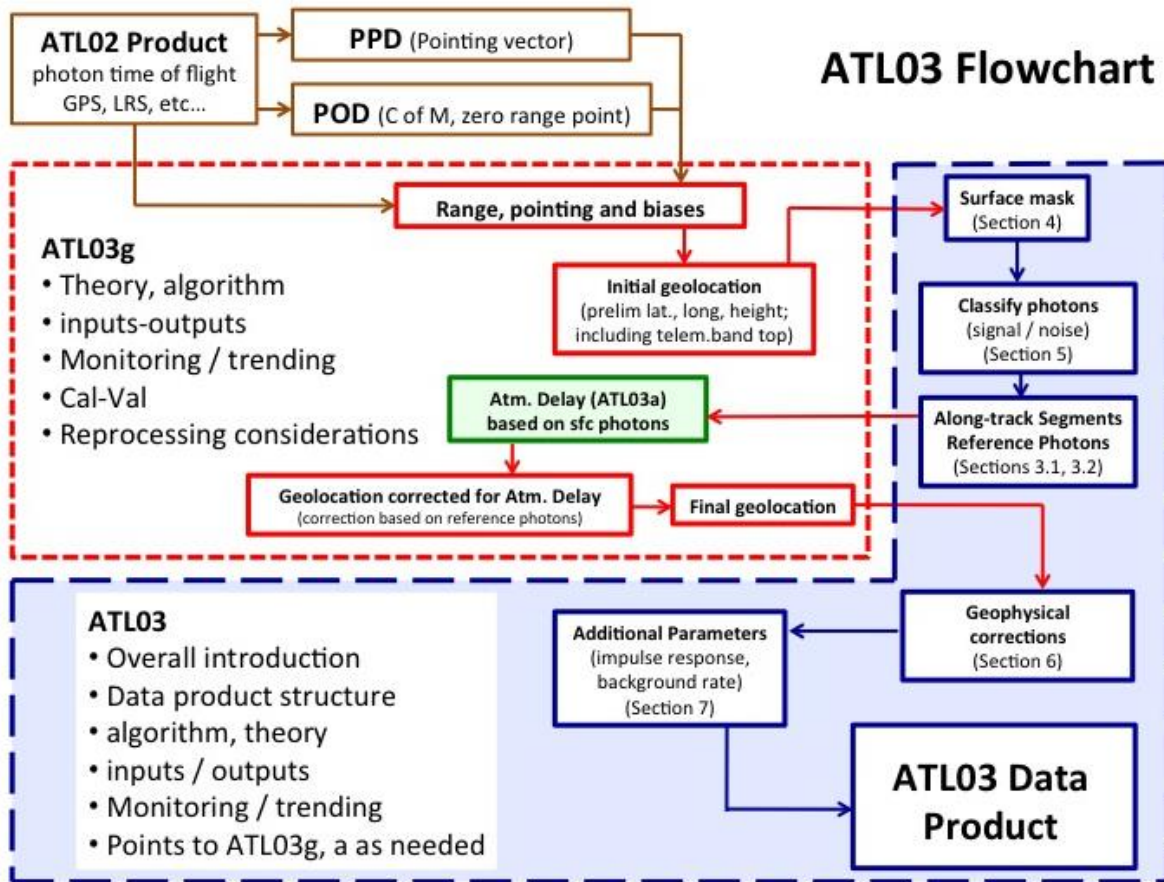 ATL03 Flowchart
ATL02 Product
photon time of flight
GPS, LRS, etc...
PPD (Pointing vector)
POD (C of M, zero range point)
Range, pointing and biases
ATL03g
• Theory, algorithm
• inputs-outputs
• Monitoring / trending
• Cal-Val
• Reprocessing considerations
Initial geolocation
(prelim lat., long, height;
including telem.band top)
Surface mask
(Section 4)
Classify photons
(signal / noise)
(Section 5)
Along-track Segments
Reference Photons
(Sections 3.1, 3.2)
Atm. Delay (ATL03a)
based on sfc photons
Geolocation corrected for Atm. Delay
(correction based on reference photons)
Final geolocation
Geophysical
corrections
(Section 6)
Additional Parameters
(impulse response,
background rate)
(Section 7)
ATL03 Data
Product
ATL03
• Overall introduction
• Data product structure
• algorithm, theory
• inputs / outputs
• Monitoring / trending
• Points to ATL03g, a as needed